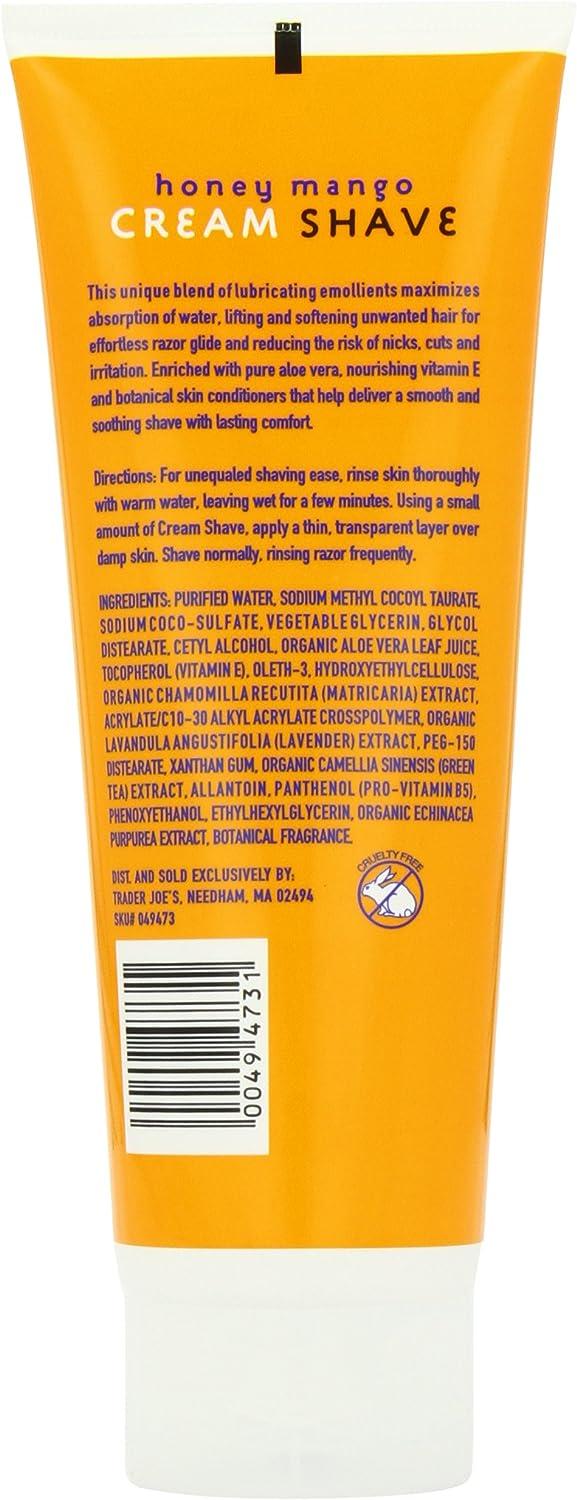 honey mango
CREAM SHAVE
This unique blend of lubricating emollients maximizes
absorption of water, lifting and softening unwanted hair for
effortless razor glide and reducing the risk of nicks, cuts and
irritation. Enriched with pure aloe vera, nourishing vitamin E
and botanical skin conditioners that help deliver a smooth and
soothing shave with lasting comfort.
Directions: For unequaled shaving ease, rinse skin thoroughly
with warm water, leaving wet for a few minutes. Using a small
amount of Cream Shave, apply a thin, transparent layer over
damp skin. Shave normally, rinsing razor frequently.
INGREDIENTS: PURIFIED WATER, SODIUM METHYL COCOYL TAURATE,
SODIUM COCO-SULFATE, VEGETABLE GLYCERIN, GLYCOL
DISTEARATE, CETYL ALCOHOL, ORGANIC ALOE VERA LEAF JUICE,
TOCOPHEROL (VITAMIN E), OLETH-3, HYDROXYETHYLCELLULOSE,
ORGANIC CHAMOMILLA RECUTITA (MATRICARIA) EXTRACT,
ACRYLATE/C10-30 ALKYL ACRYLATE CROSSPOLYMER, ORGANIC
LAVANDULA ANGUSTIFOLIA (LAVENDER) EXTRACT, PEG-150
DISTEARATE, XANTHAN GUM, ORGANIC CAMELLIA SINENSIS (GREEN
TEA) EXTRACT, ALLANTOIN, PANTHENOL (PRO-VITAMIN B5),
PHENOXYETHANOL, ETHYLHEXYLGLYCERIN, ORGANIC ECHINACEA
PURPUREA EXTRACT, BOTANICAL FRAGRANCE.
CRUELTY FREE
DIST. AND SOLD EXCLUSIVELY BY:
TRADER JOE'S, NEEDHAM, MA 02494
SKU# 049473
0049 4731